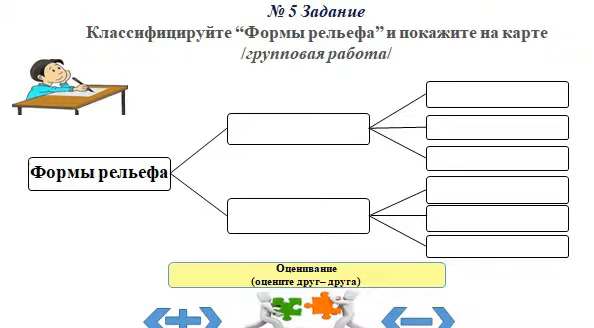 № 5 Задание
Классифицируйте “Формы рельефа” и покажите на карте
/групповая работа/
Формы рельефа
Оценивание
(оцените друг– друга)